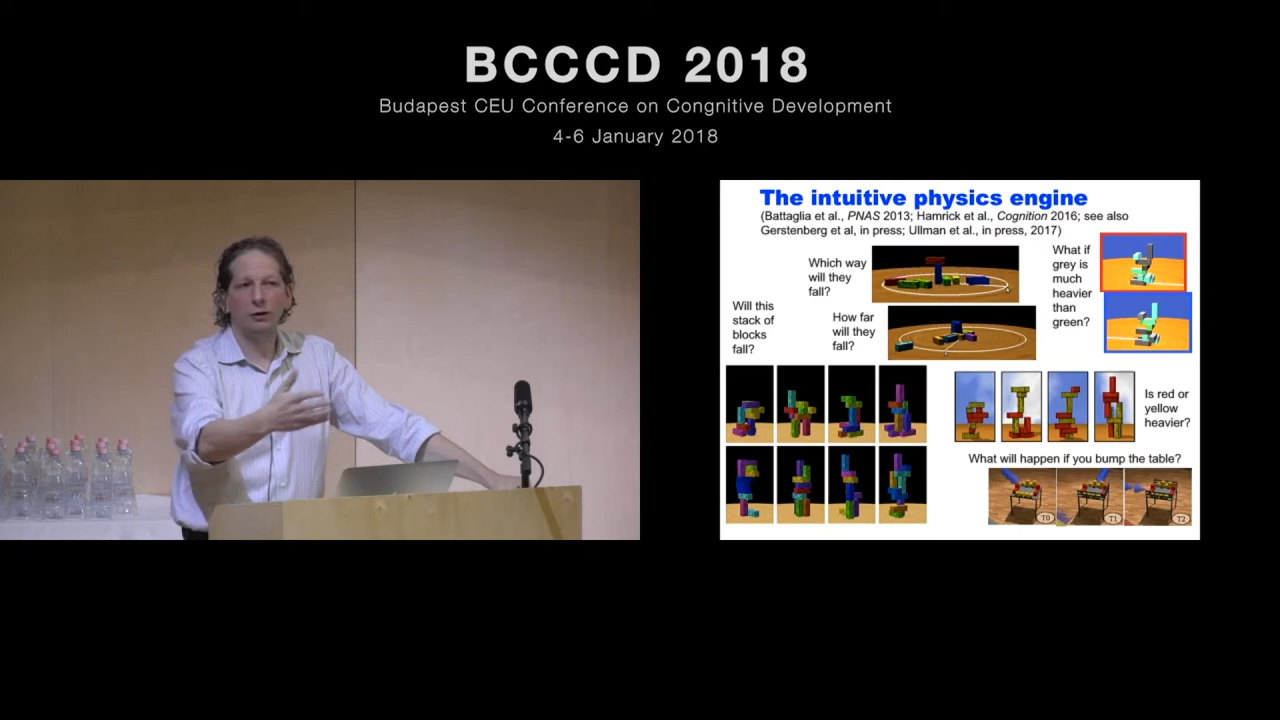 BCCCD 2018
Budapest CEU Conference on Congnitive Development
4-6 January 2018
The intuitive physics engine
(Battaglia et al., PNAS 2013; Hamrick et al., Cognition 2016; see also
Gerstenberg et al, in press; Ullman et al., in press, 2017)
Which way
will they
fall?
What if
grey is
much
heavier
than
green?
Will this
stack of
blocks
fall?
How far
will they
fall?
Is red or
yellow
heavier?
What will happen if you bump the table?
T0
T1
T2